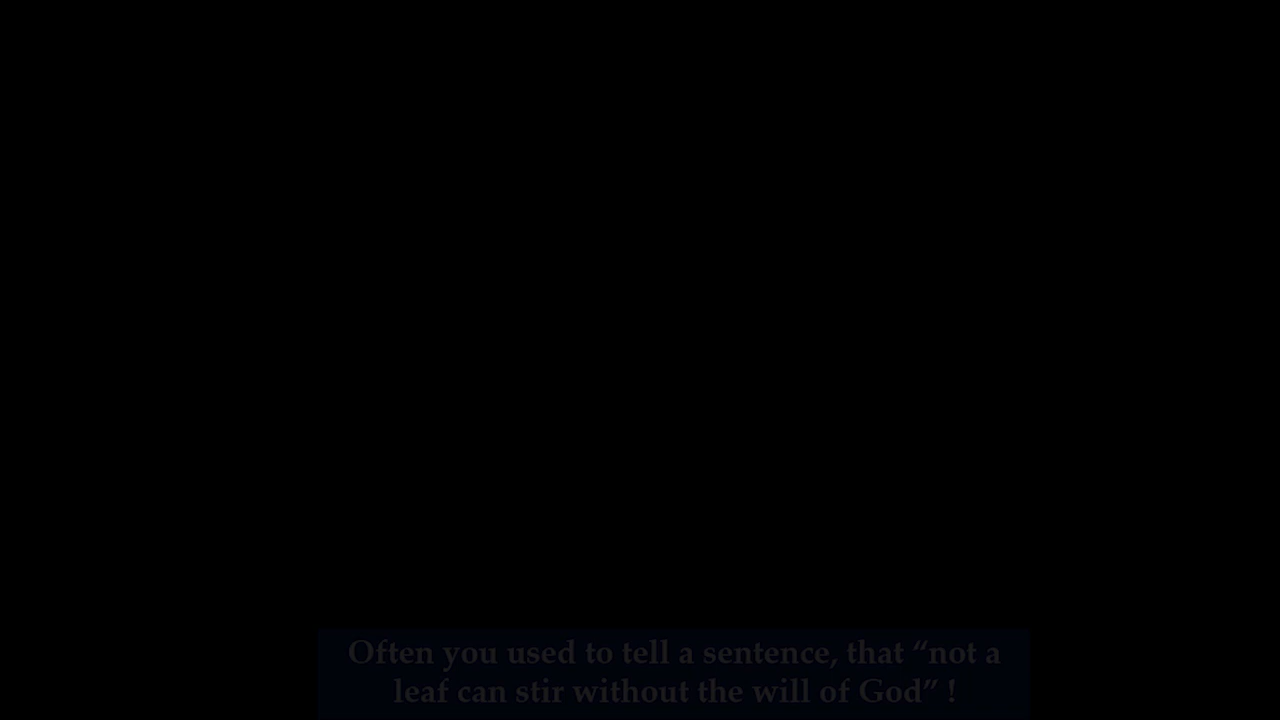 Often you used to tell a sentence, that “not a
leaf can stir without the will of God” !